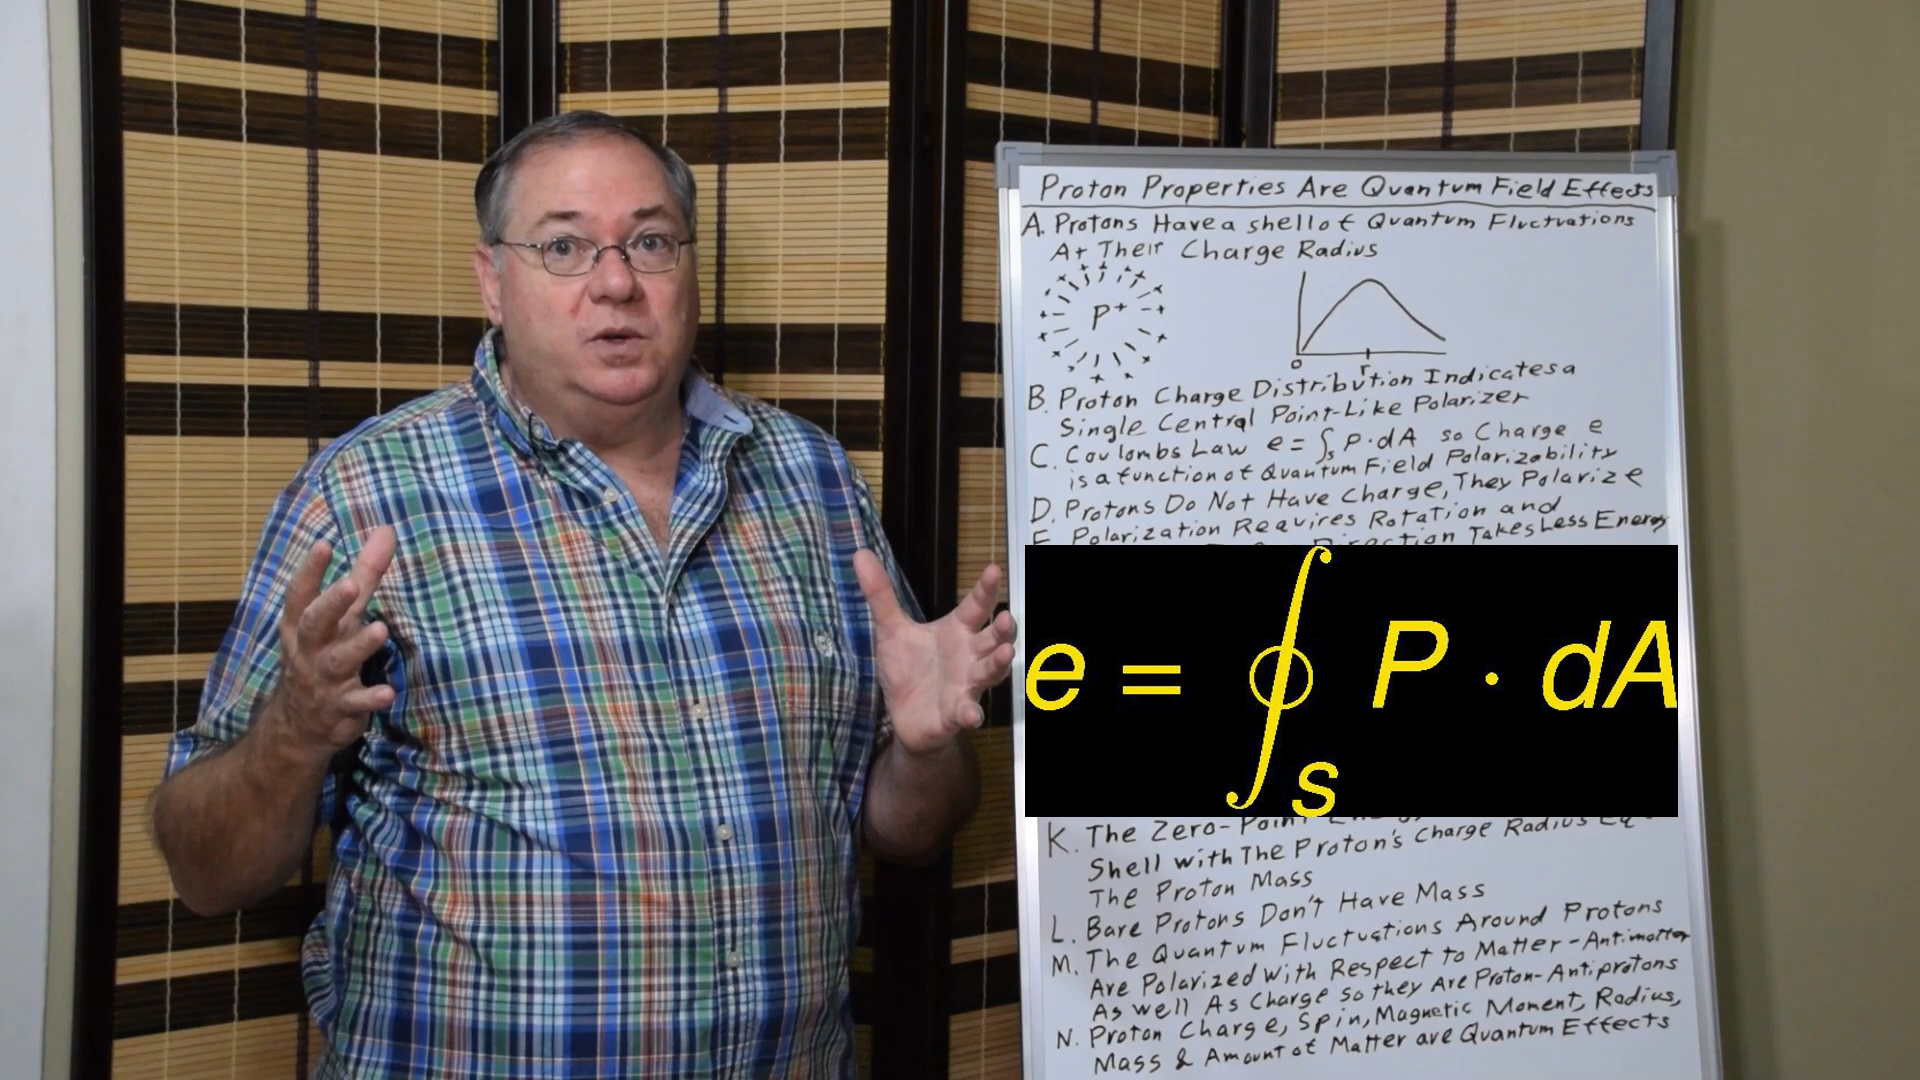 Proton Properties Are Quantum Field Effects
A. Protons Have a shell of Quantum Fluctuations
At Their Charge Radius
P+
0 r
B. Proton Charge Distribution Indicates a
Single Central Point-Like Polarizer
C. Coulombs Law e = ∫s P · dA so Charge e
is a function of Quantum Field Polarizability
D. Protons Do Not Have Charge, They Polarize
E. Polarization Requires Rotation and
Direction Takes Less Energy
e = ∮s P · dA
K. The Zero-Point
Shell with The Proton's Charge Radius
The Proton Mass
L. Bare Protons Don't Have Mass
M. The Quantum Fluctuations Around Protons
Are Polarized with Respect to Matter-Antimatter
As well As Charge so they Are Proton-Antiprotons
N. Proton Charge, Spin, Magnetic Moment, Radius,
Mass & Amount of Matter are Quantum Effects